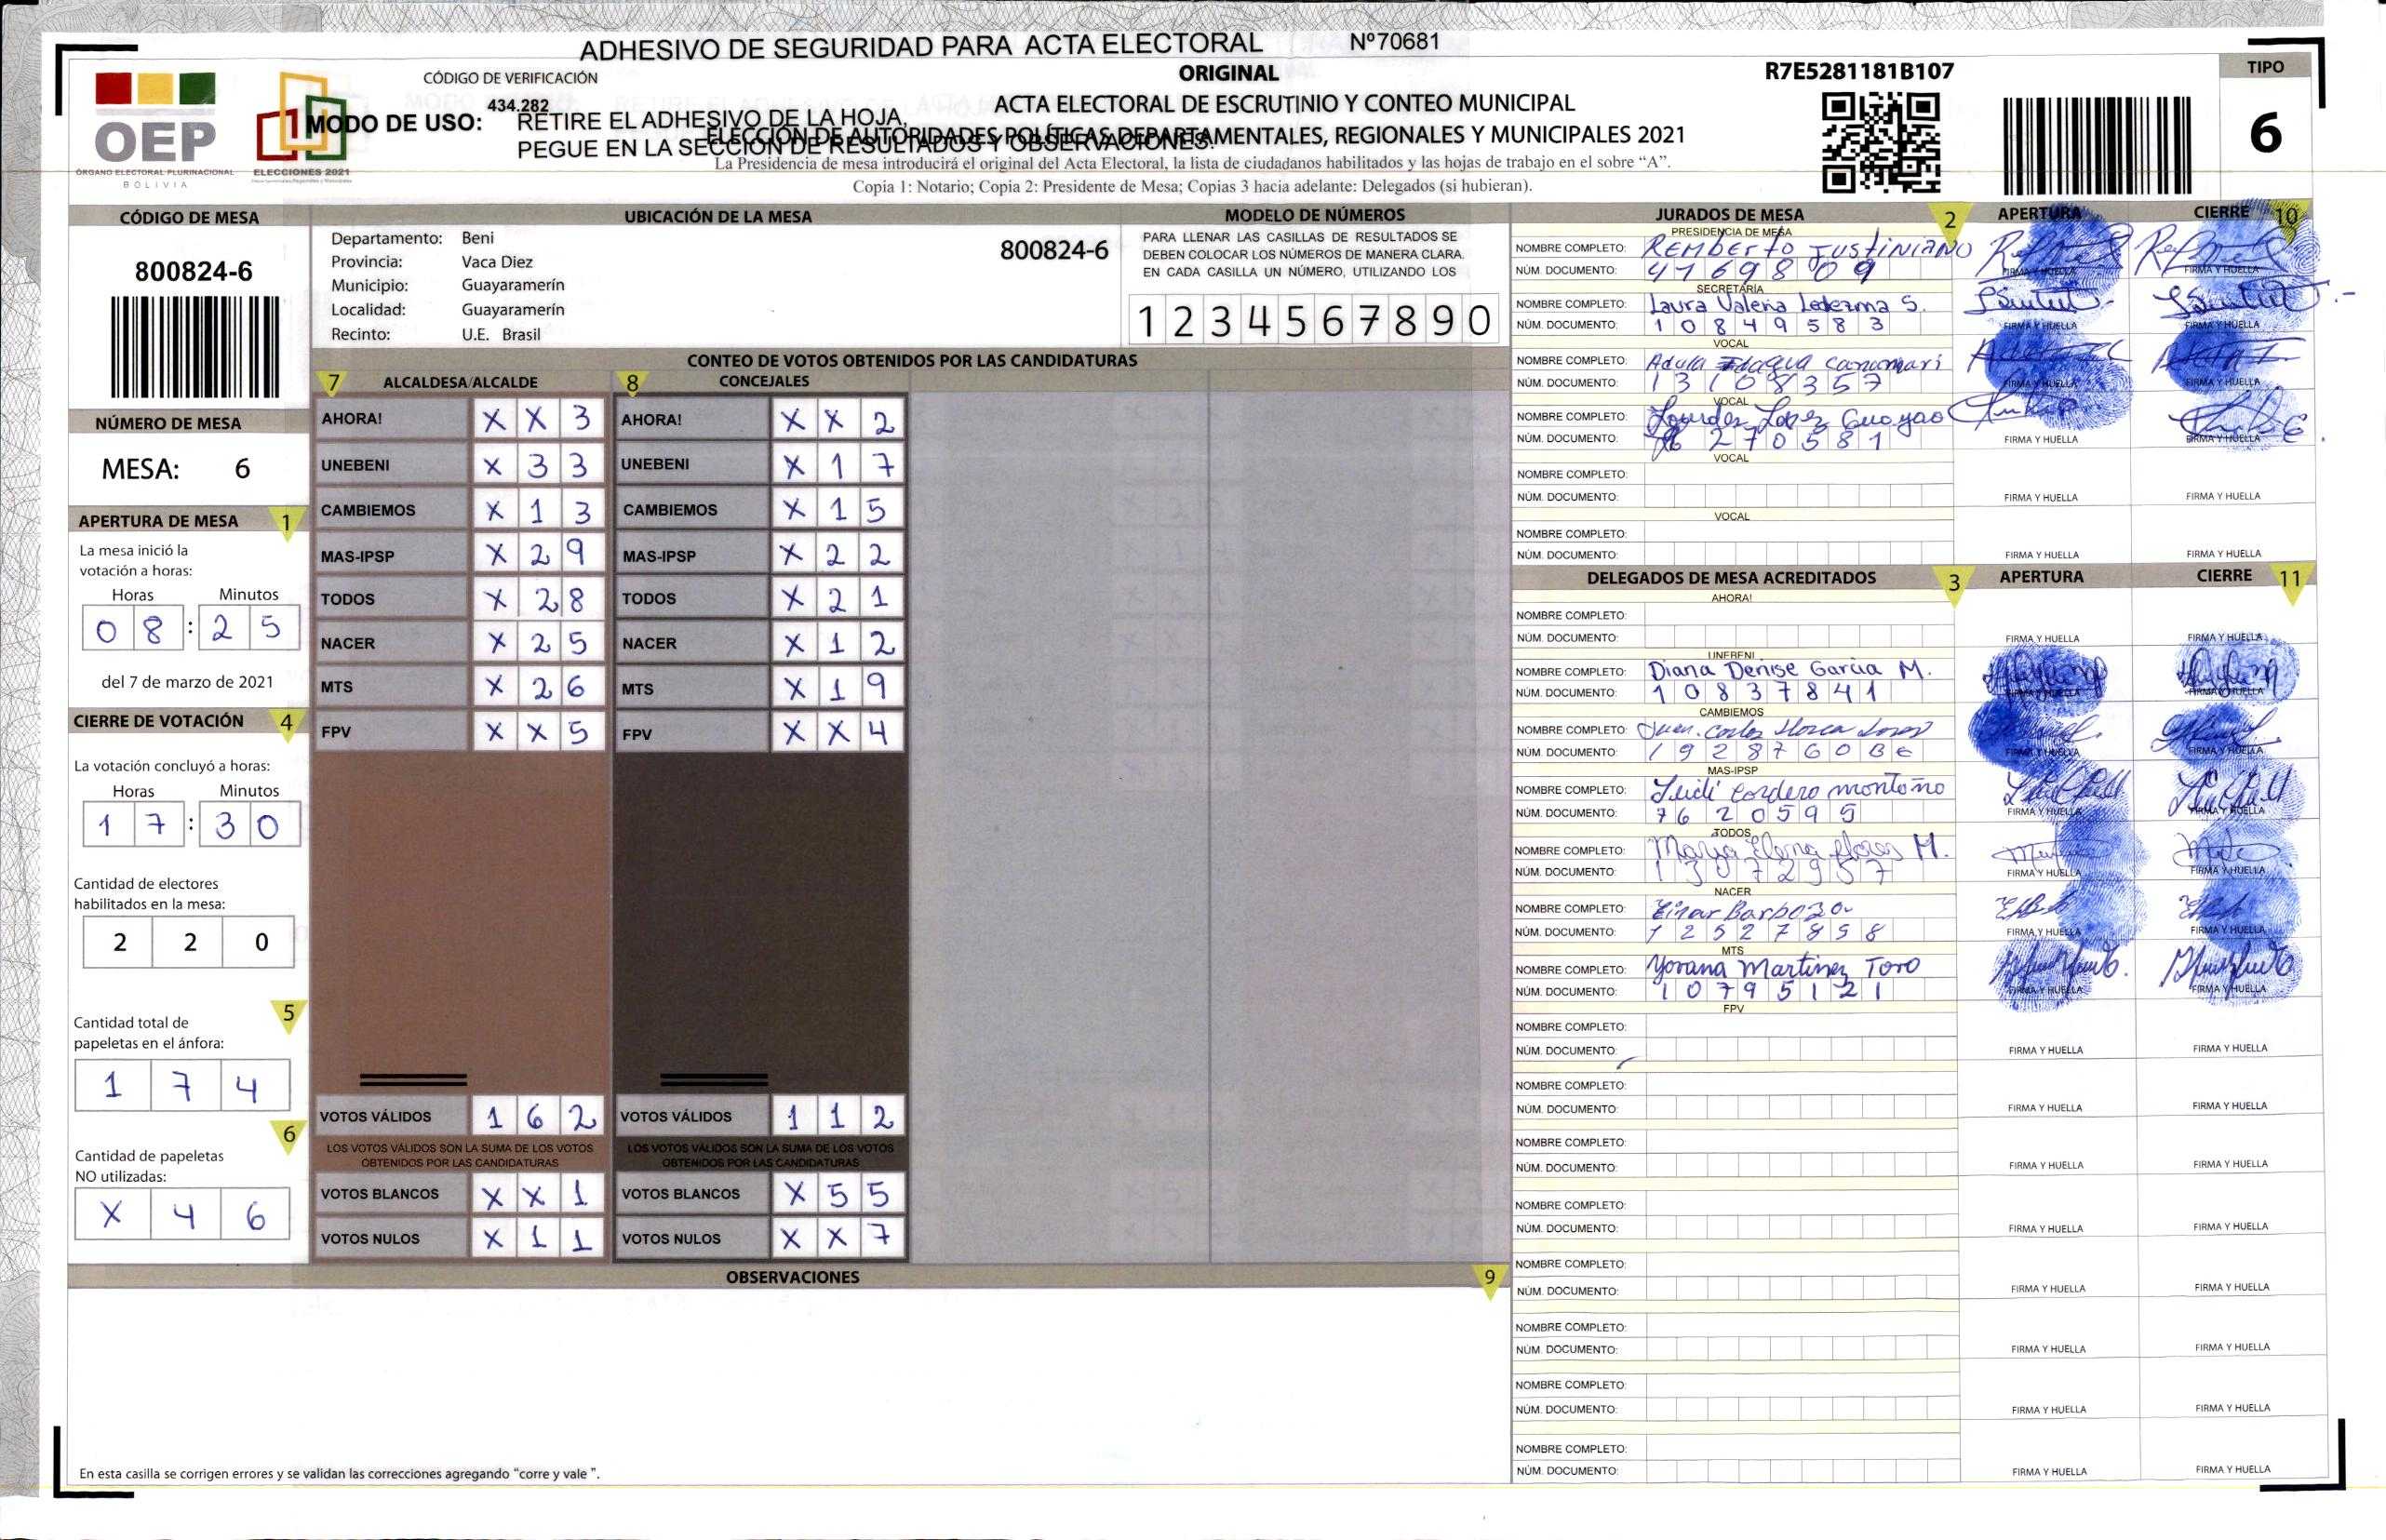 ADHESIVO DE SEGURIDAD PARA ACTA ELECTORAL Nº70681
CÓDIGO DE VERIFICACIÓN
434.282
ORIGINAL
R7E5281181B107
TIPO
6
OEP
ÓRGANO ELECTORAL PLURINACIONAL
BOLIVIA
ELECCIONES 2021
MODO DE USO: RETIRE EL ADHESIVO DE LA HOJA,
PEGUE EN LA SECCIÓN DE RESULTADOS Y OBSERVACIONES.
ACTA ELECTORAL DE ESCRUTINIO Y CONTEO MUNICIPAL
ELECCIÓN DE AUTORIDADES POLÍTICAS DEPARTAMENTALES, REGIONALES Y MUNICIPALES 2021
La Presidencia de mesa introducirá el original del Acta Electoral, la lista de ciudadanos habilitados y las hojas de trabajo en el sobre “A”.
Copia 1: Notario; Copia 2: Presidente de Mesa; Copias 3 hacia adelante: Delegados (si hubieran).
CÓDIGO DE MESA
800824-6
NÚMERO DE MESA
MESA: 6
APERTURA DE MESA 1
La mesa inició la
votación a horas:
Horas Minutos
0 8 : 2 5
del 7 de marzo de 2021
CIERRE DE VOTACIÓN 4
La votación concluyó a horas:
Horas Minutos
1 7 : 3 0
Cantidad de electores
habilitados en la mesa:
2 2 0
5
Cantidad total de
papeletas en el ánfora:
1 7 4
6
Cantidad de papeletas
NO utilizadas:
X 4 6
UBICACIÓN DE LA MESA
Departamento: Beni
800824-6
Provincia: Vaca Diez
Municipio: Guayaramerín
Localidad: Guayaramerín
Recinto: U.E. Brasil
MODELO DE NÚMEROS
PARA LLENAR LAS CASILLAS DE RESULTADOS SE
DEBEN COLOCAR LOS NÚMEROS DE MANERA CLARA.
EN CADA CASILLA UN NÚMERO, UTILIZANDO LOS
1 2 3 4 5 6 7 8 9 0
CONTEO DE VOTOS OBTENIDOS POR LAS CANDIDATURAS
7 ALCALDESA/ALCALDE
AHORA! X X 3
UNEBENI X 3 3
CAMBIEMOS X 1 3
MAS-IPSP X 2 9
TODOS X 2 8
NACER X 2 5
MTS X 2 6
FPV X X 5
VOTOS VÁLIDOS 1 6 2
LOS VOTOS VÁLIDOS SON LA SUMA DE LOS VOTOS
OBTENIDOS POR LAS CANDIDATURAS
VOTOS BLANCOS X X 1
VOTOS NULOS X 1 1
8 CONCEJALES
AHORA! X X 2
UNEBENI X 1 7
CAMBIEMOS X 1 5
MAS-IPSP X 2 2
TODOS X 2 1
NACER X 1 2
MTS X 1 9
FPV X X 4
VOTOS VÁLIDOS 1 1 2
LOS VOTOS VÁLIDOS SON LA SUMA DE LOS VOTOS
OBTENIDOS POR LAS CANDIDATURAS
VOTOS BLANCOS X 5 5
VOTOS NULOS X X 7
OBSERVACIONES 9
En esta casilla se corrigen errores y se validan las correcciones agregando “corre y vale ”.
JURADOS DE MESA 2 APERTURA CIERRE 10
PRESIDENCIA DE MESA
NOMBRE COMPLETO: REMBERTO JUSTINIANO
NÚM. DOCUMENTO: 4 1 6 9 8 0 9
FIRMA Y HUELLA FIRMA Y HUELLA
SECRETARÍA
NOMBRE COMPLETO: Laura Valeria Ledezma S.
NÚM. DOCUMENTO: 1 0 8 4 9 5 8 3
FIRMA Y HUELLA FIRMA Y HUELLA
VOCAL
NOMBRE COMPLETO: canamari
NÚM. DOCUMENTO: 1 3 1 0 8 3 5 7
FIRMA Y HUELLA FIRMA Y HUELLA
VOCAL
NOMBRE COMPLETO: Lourdes Lopez Guayao
NÚM. DOCUMENTO: 2 7 0 5 8 1
FIRMA Y HUELLA FIRMA Y HUELLA
VOCAL
NOMBRE COMPLETO:
NÚM. DOCUMENTO:
FIRMA Y HUELLA FIRMA Y HUELLA
VOCAL
NOMBRE COMPLETO:
NÚM. DOCUMENTO:
FIRMA Y HUELLA FIRMA Y HUELLA
DELEGADOS DE MESA ACREDITADOS 3 APERTURA CIERRE 11
AHORA!
NOMBRE COMPLETO:
NÚM. DOCUMENTO:
FIRMA Y HUELLA FIRMA Y HUELLA
UNEBENI
NOMBRE COMPLETO: Diana Denise Garcia M.
NÚM. DOCUMENTO: 1 0 8 3 7 8 4 1
FIRMA Y HUELLA FIRMA Y HUELLA
CAMBIEMOS
NOMBRE COMPLETO: Juan Carlos
NÚM. DOCUMENTO: 1 9 2 8 7 6 0 B E
FIRMA Y HUELLA FIRMA Y HUELLA
MAS-IPSP
NOMBRE COMPLETO: Leidi Cordero montaño
NÚM. DOCUMENTO: 7 6 2 0 5 9 5
FIRMA Y HUELLA FIRMA Y HUELLA
TODOS
NOMBRE COMPLETO: Maria Elena flores M.
NÚM. DOCUMENTO: 1 3 0 7 2 9 5 7
FIRMA Y HUELLA FIRMA Y HUELLA
NACER
NOMBRE COMPLETO: Einar Barboza
NÚM. DOCUMENTO: 1 2 5 2 7 8 5 8
FIRMA Y HUELLA FIRMA Y HUELLA
MTS
NOMBRE COMPLETO: Yorana Martinez Toro
NÚM. DOCUMENTO: 1 0 7 9 5 1 2 1
FIRMA Y HUELLA FIRMA Y HUELLA
FPV
NOMBRE COMPLETO:
NÚM. DOCUMENTO:
FIRMA Y HUELLA FIRMA Y HUELLA
NOMBRE COMPLETO:
NÚM. DOCUMENTO:
FIRMA Y HUELLA FIRMA Y HUELLA
NOMBRE COMPLETO:
NÚM. DOCUMENTO:
FIRMA Y HUELLA FIRMA Y HUELLA
NOMBRE COMPLETO:
NÚM. DOCUMENTO:
FIRMA Y HUELLA FIRMA Y HUELLA
NOMBRE COMPLETO:
NÚM. DOCUMENTO:
FIRMA Y HUELLA FIRMA Y HUELLA
NOMBRE COMPLETO:
NÚM. DOCUMENTO:
FIRMA Y HUELLA FIRMA Y HUELLA
NOMBRE COMPLETO:
NÚM. DOCUMENTO:
FIRMA Y HUELLA FIRMA Y HUELLA
NOMBRE COMPLETO:
NÚM. DOCUMENTO:
FIRMA Y HUELLA FIRMA Y HUELLA